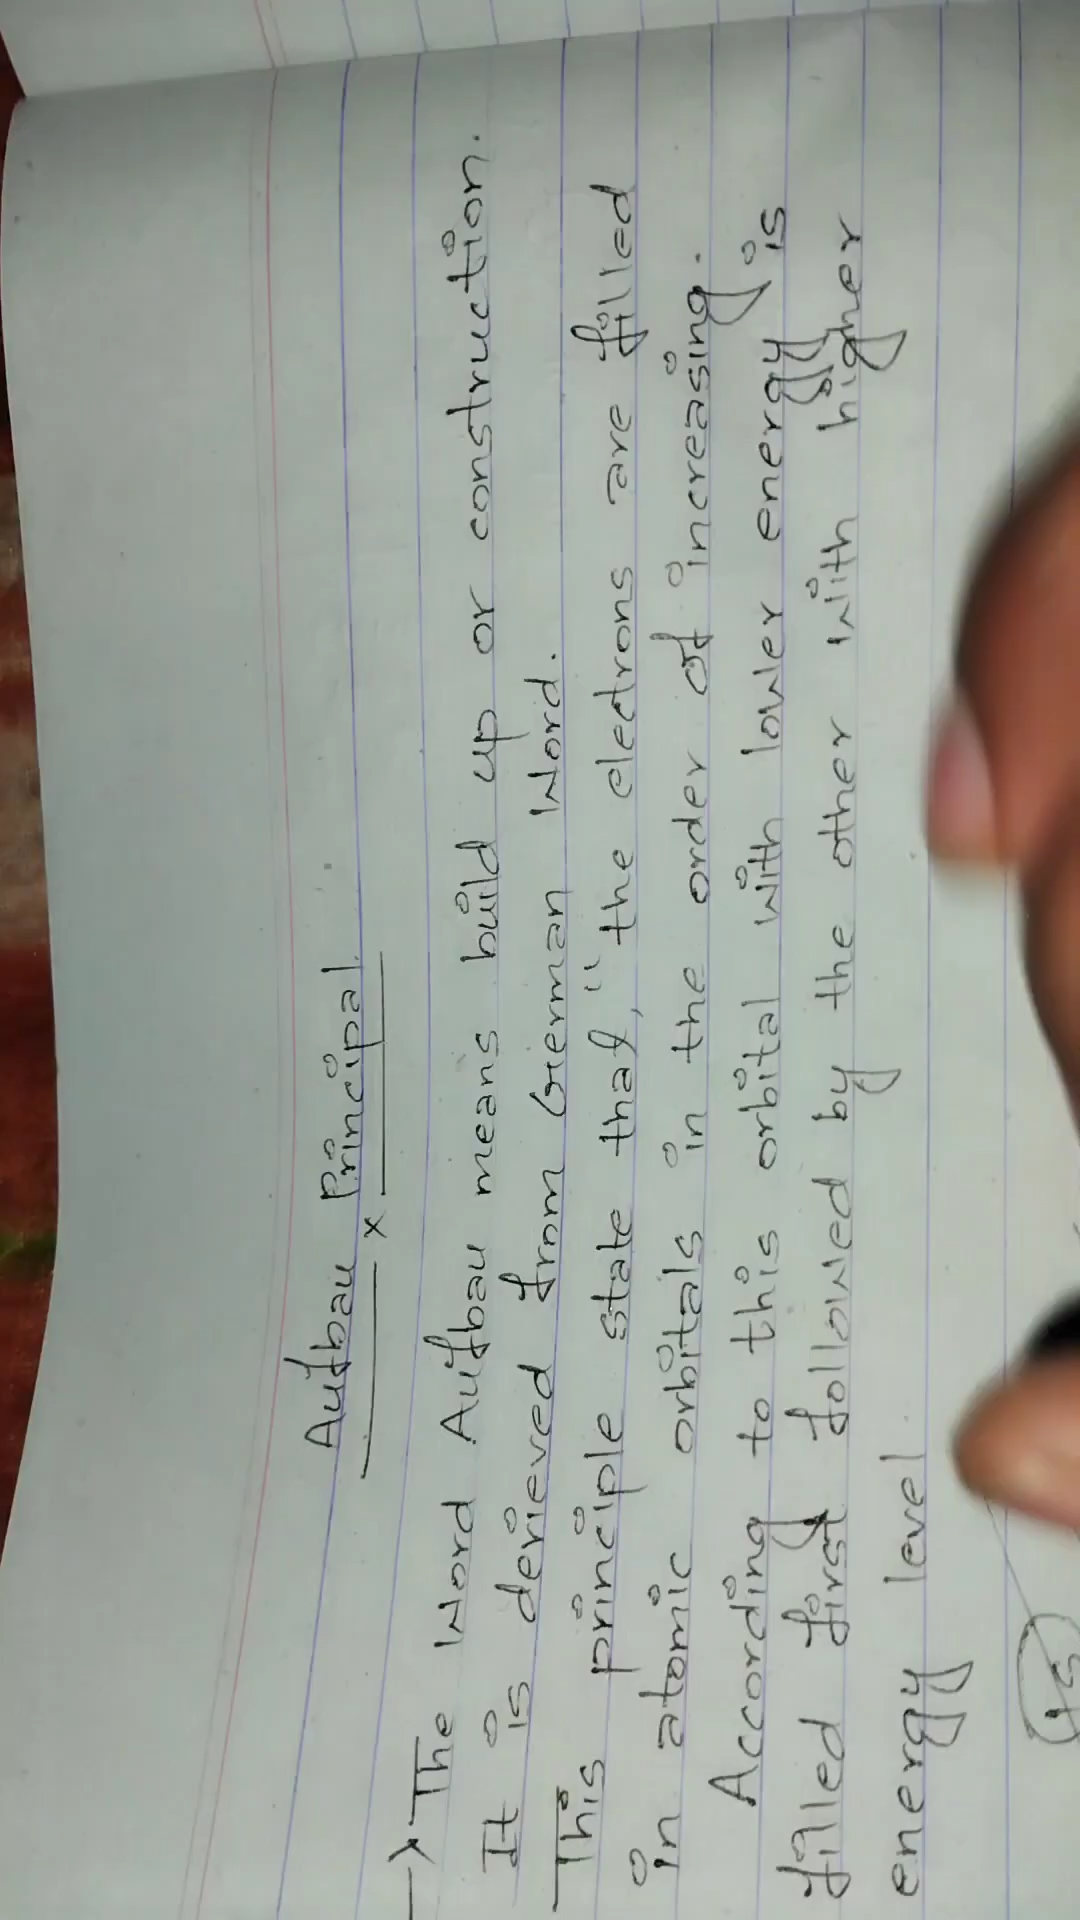 Aufbau Principal
x
→ The Word Aufbau means build up or construction.
It is derieved from German Word.
This principle state that, "the electrons are filled
in atomic orbitals in the order of increasing.
According to this orbital with lower energy is
filled first followed by the other with higher
energy level